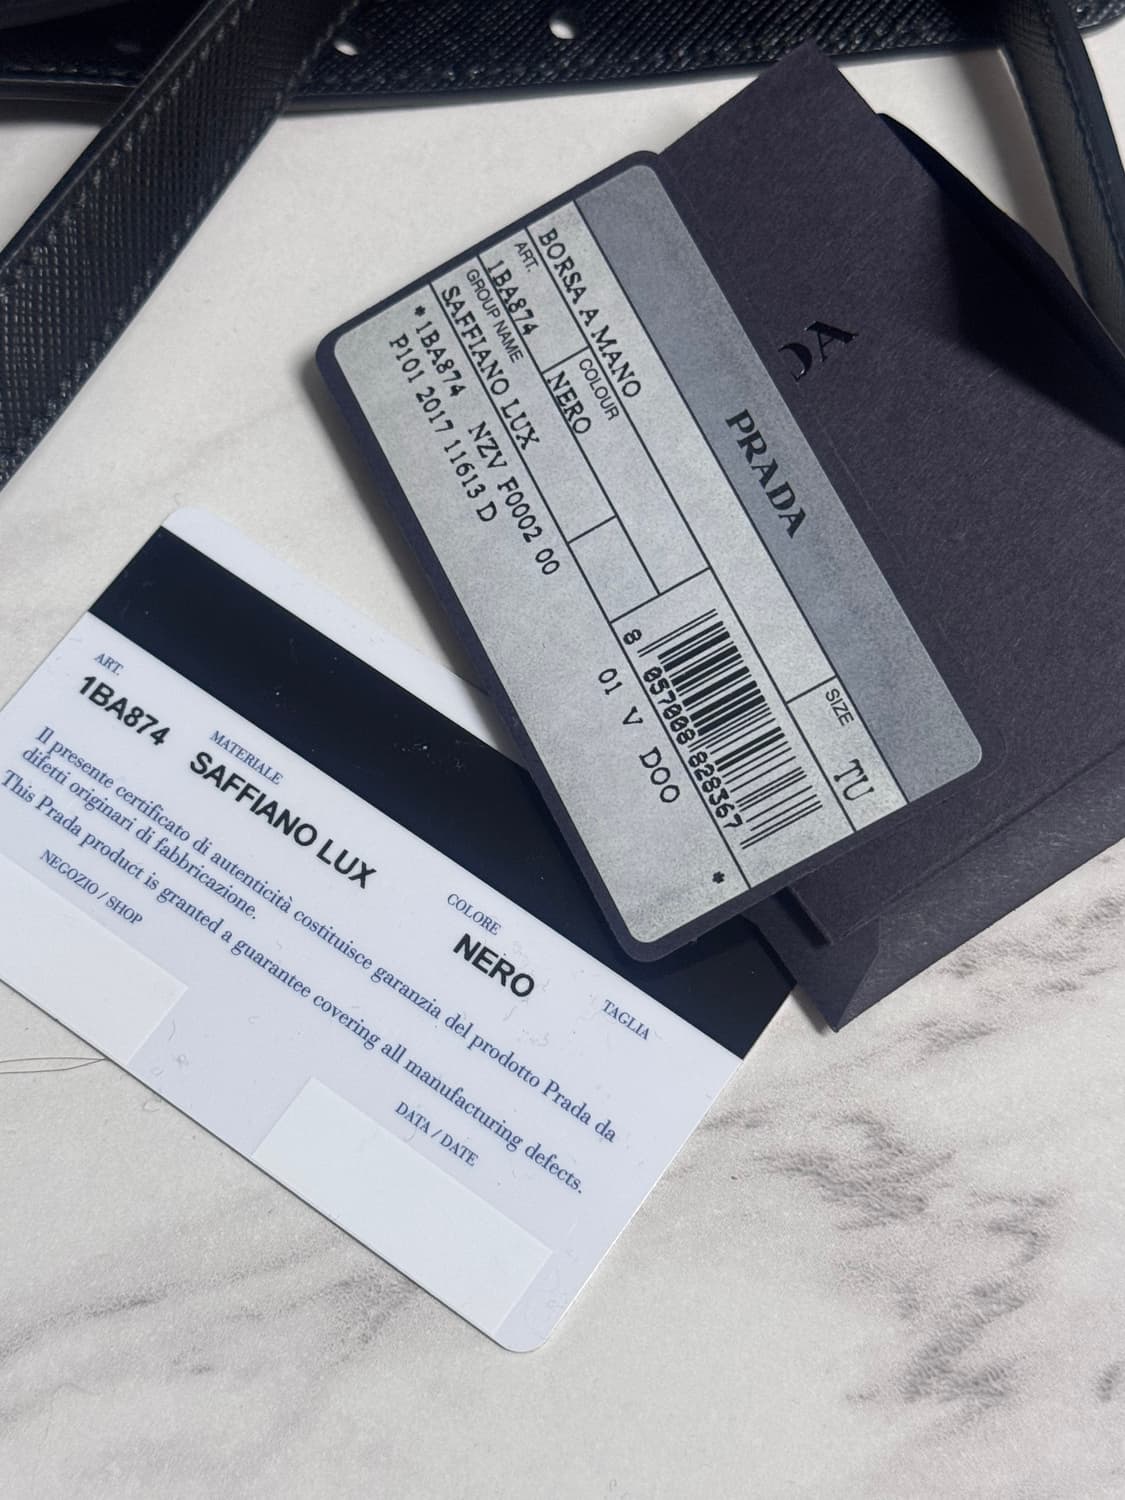 DA
PRADA
BORSA A MANO
SIZE
TU
ART.
1BA874
COLOUR
NERO
GROUP NAME
SAFFIANO LUX
8 057008 828367
* 1BA874 NZV F0002 00
P101 2017 11613 D
01 V DOO
*
ART.
1BA874
MATERIALE
SAFFIANO LUX
COLORE
NERO
TAGLIA
Il presente certificato di autenticità costituisce garanzia del prodotto Prada da
difetti originari di fabbricazione.
This Prada product is granted a guarantee covering all manufacturing defects.
NEGOZIO / SHOP
DATA / DATE